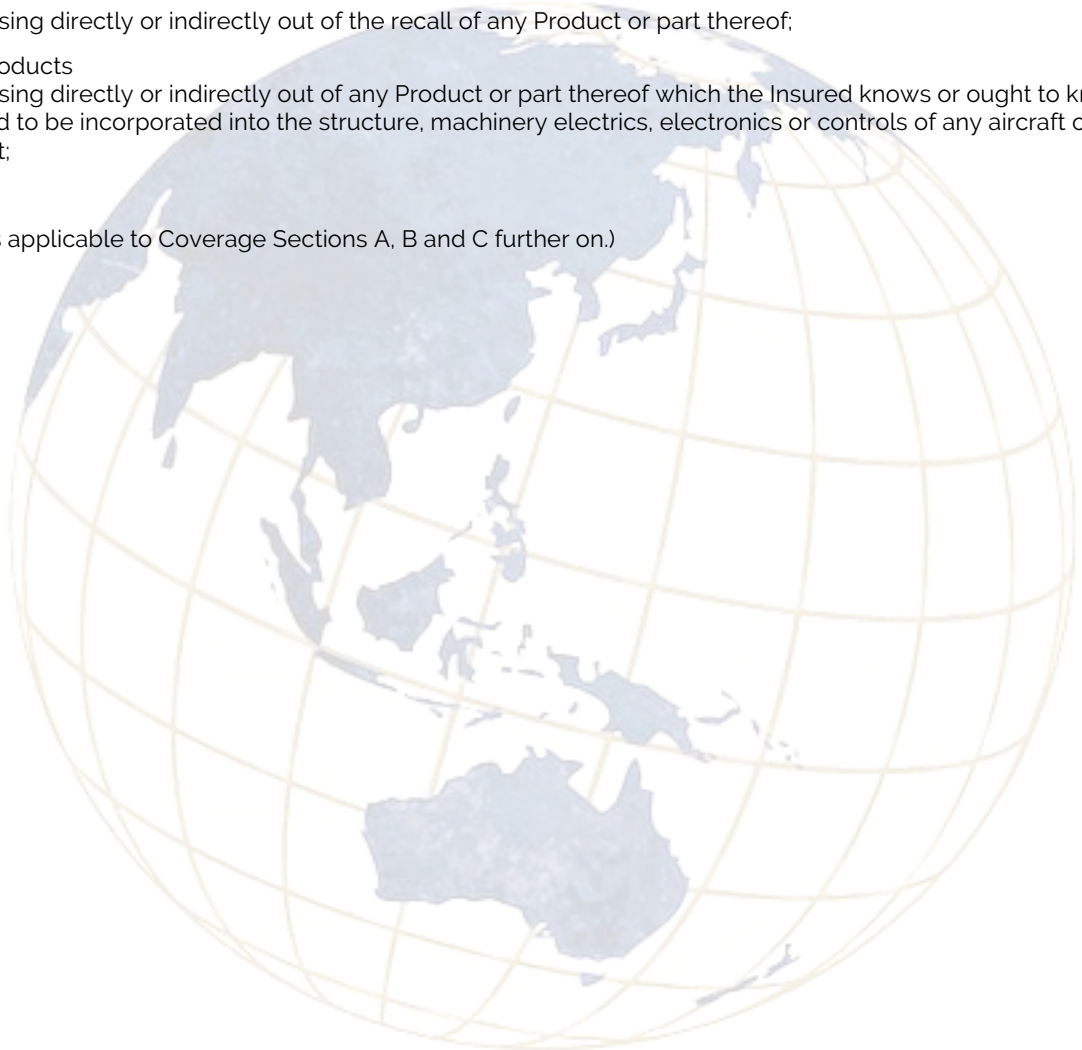 sing directly or indirectly out of the recall of any Product or part thereof;
oducts
sing directly or indirectly out of any Product or part thereof which the Insured knows or ought to kn
d to be incorporated into the structure, machinery electrics, electronics or controls of any aircraft o
t;
s applicable to Coverage Sections A, B and C further on.)